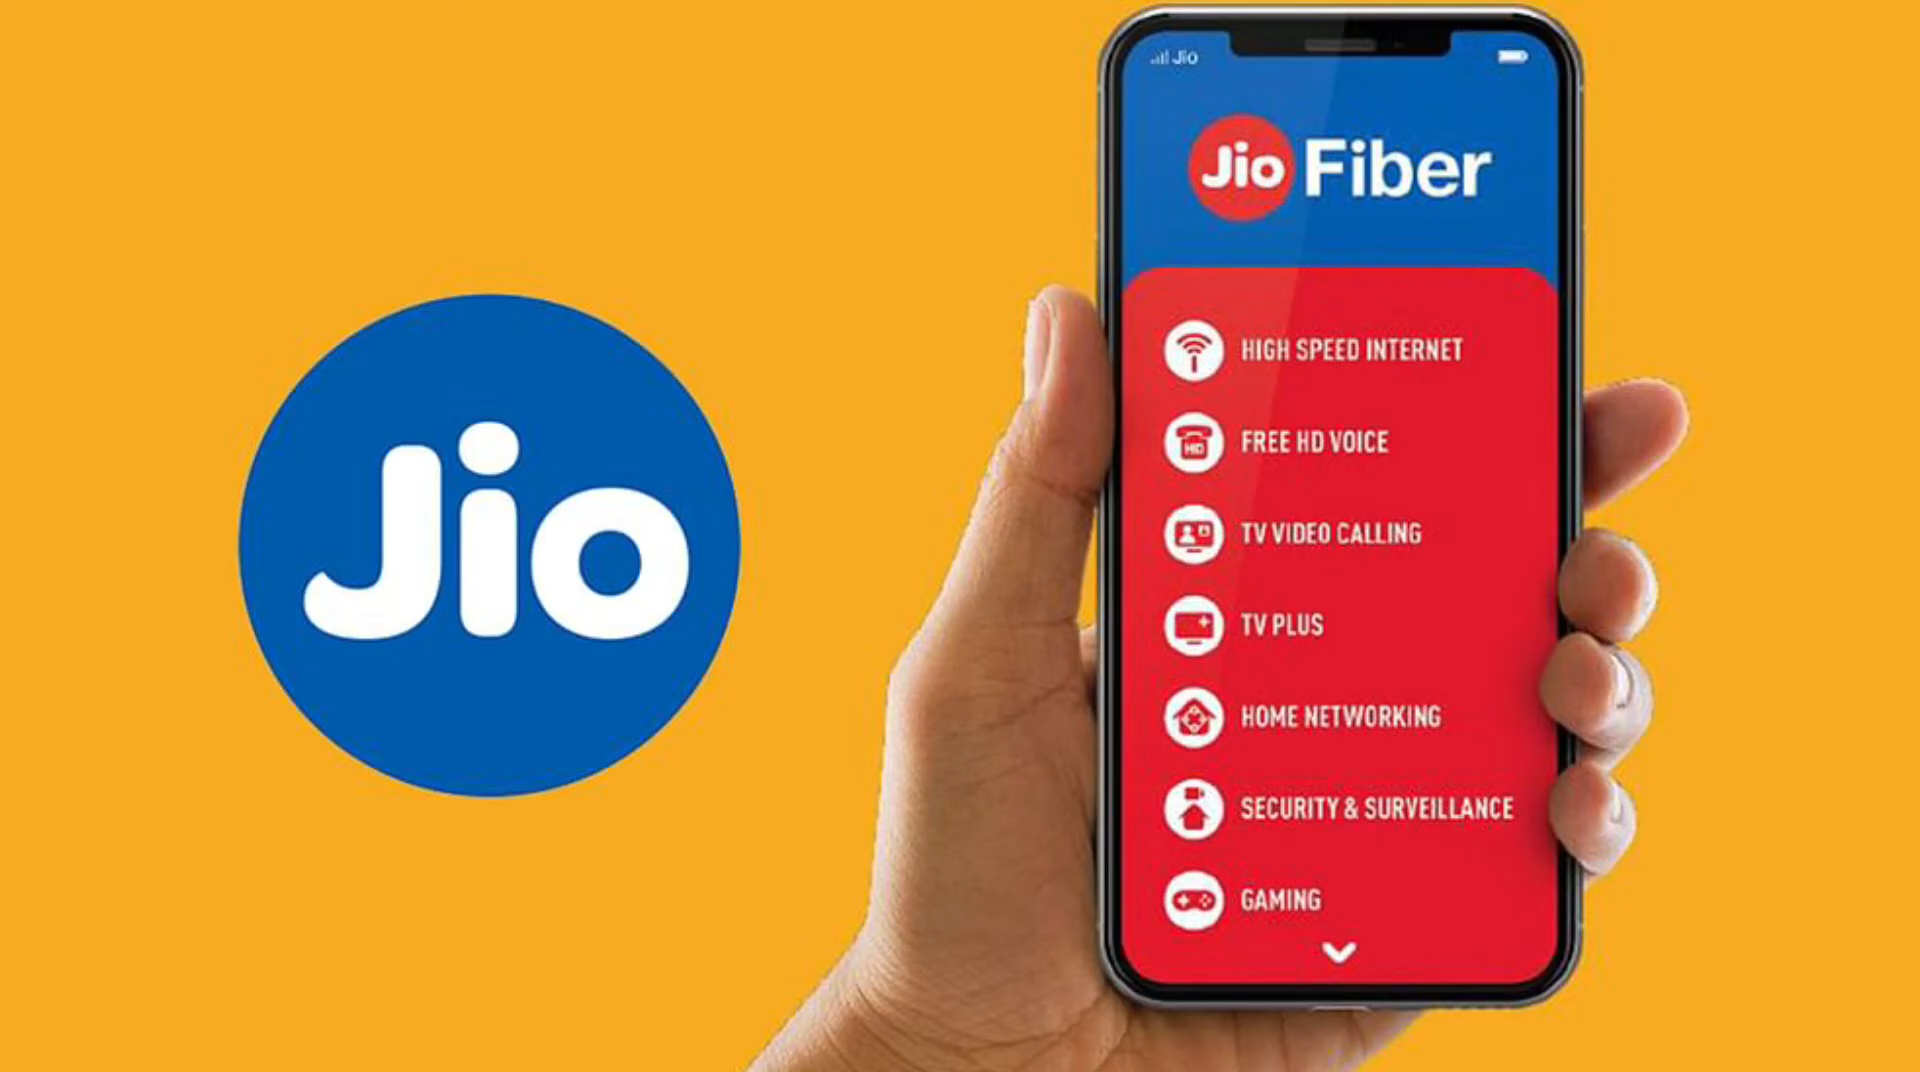 Jio
Jio
Jio Fiber
HIGH SPEED INTERNET
HD
FREE HD VOICE
TV VIDEO CALLING
TV PLUS
HOME NETWORKING
SECURITY & SURVEILLANCE
GAMING